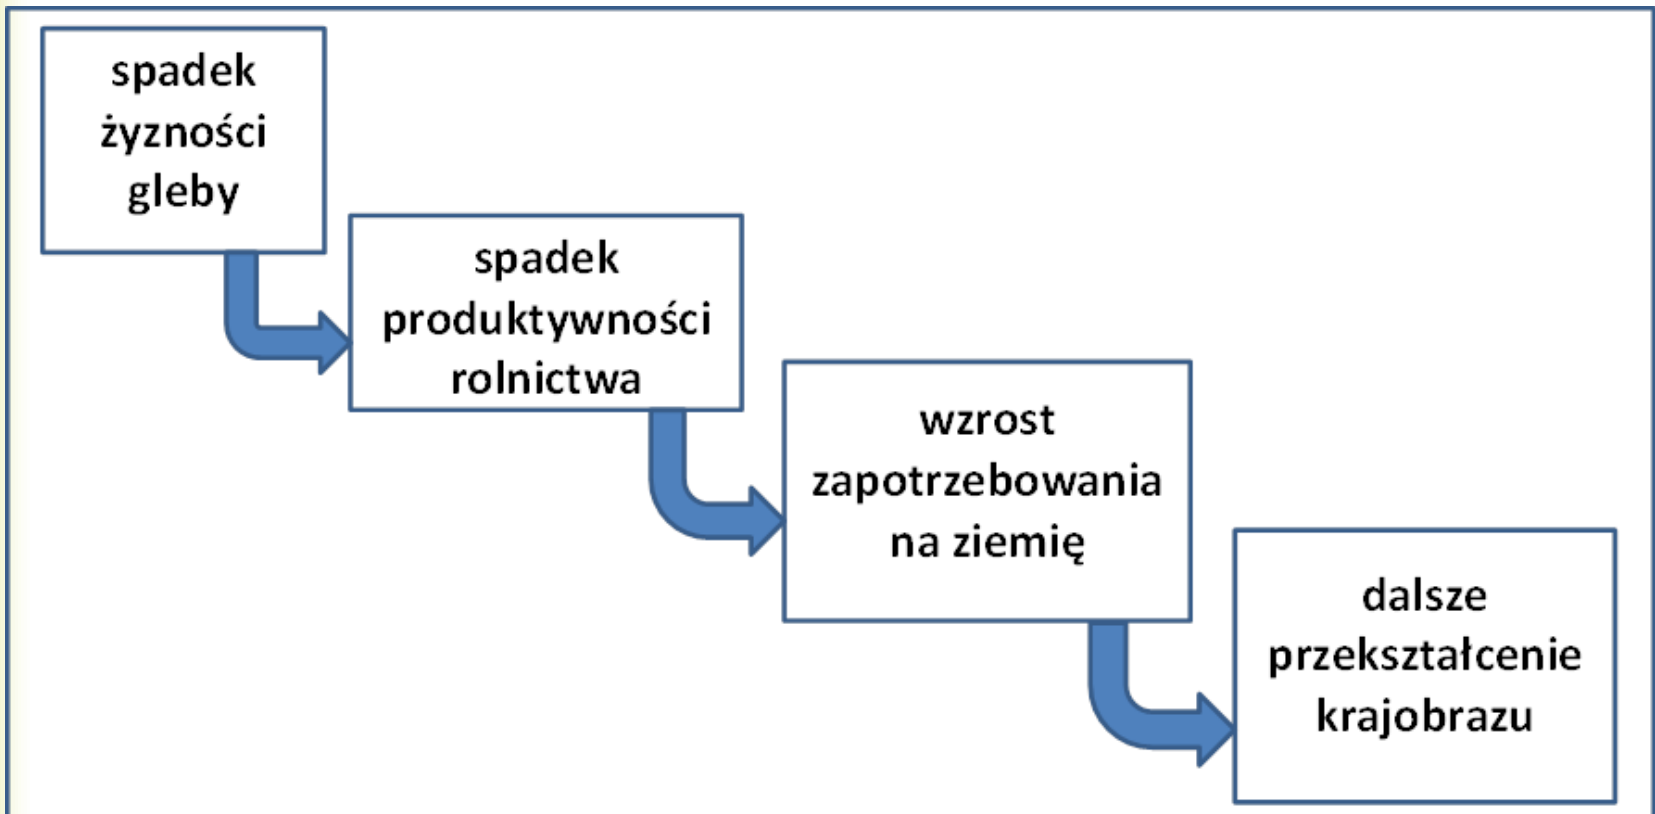 spadek
żyzności
gleby
spadek
produktywności
rolnictwa
wzrost
zapotrzebowania
na ziemię
dalsze
przekształcenie
krajobrazu